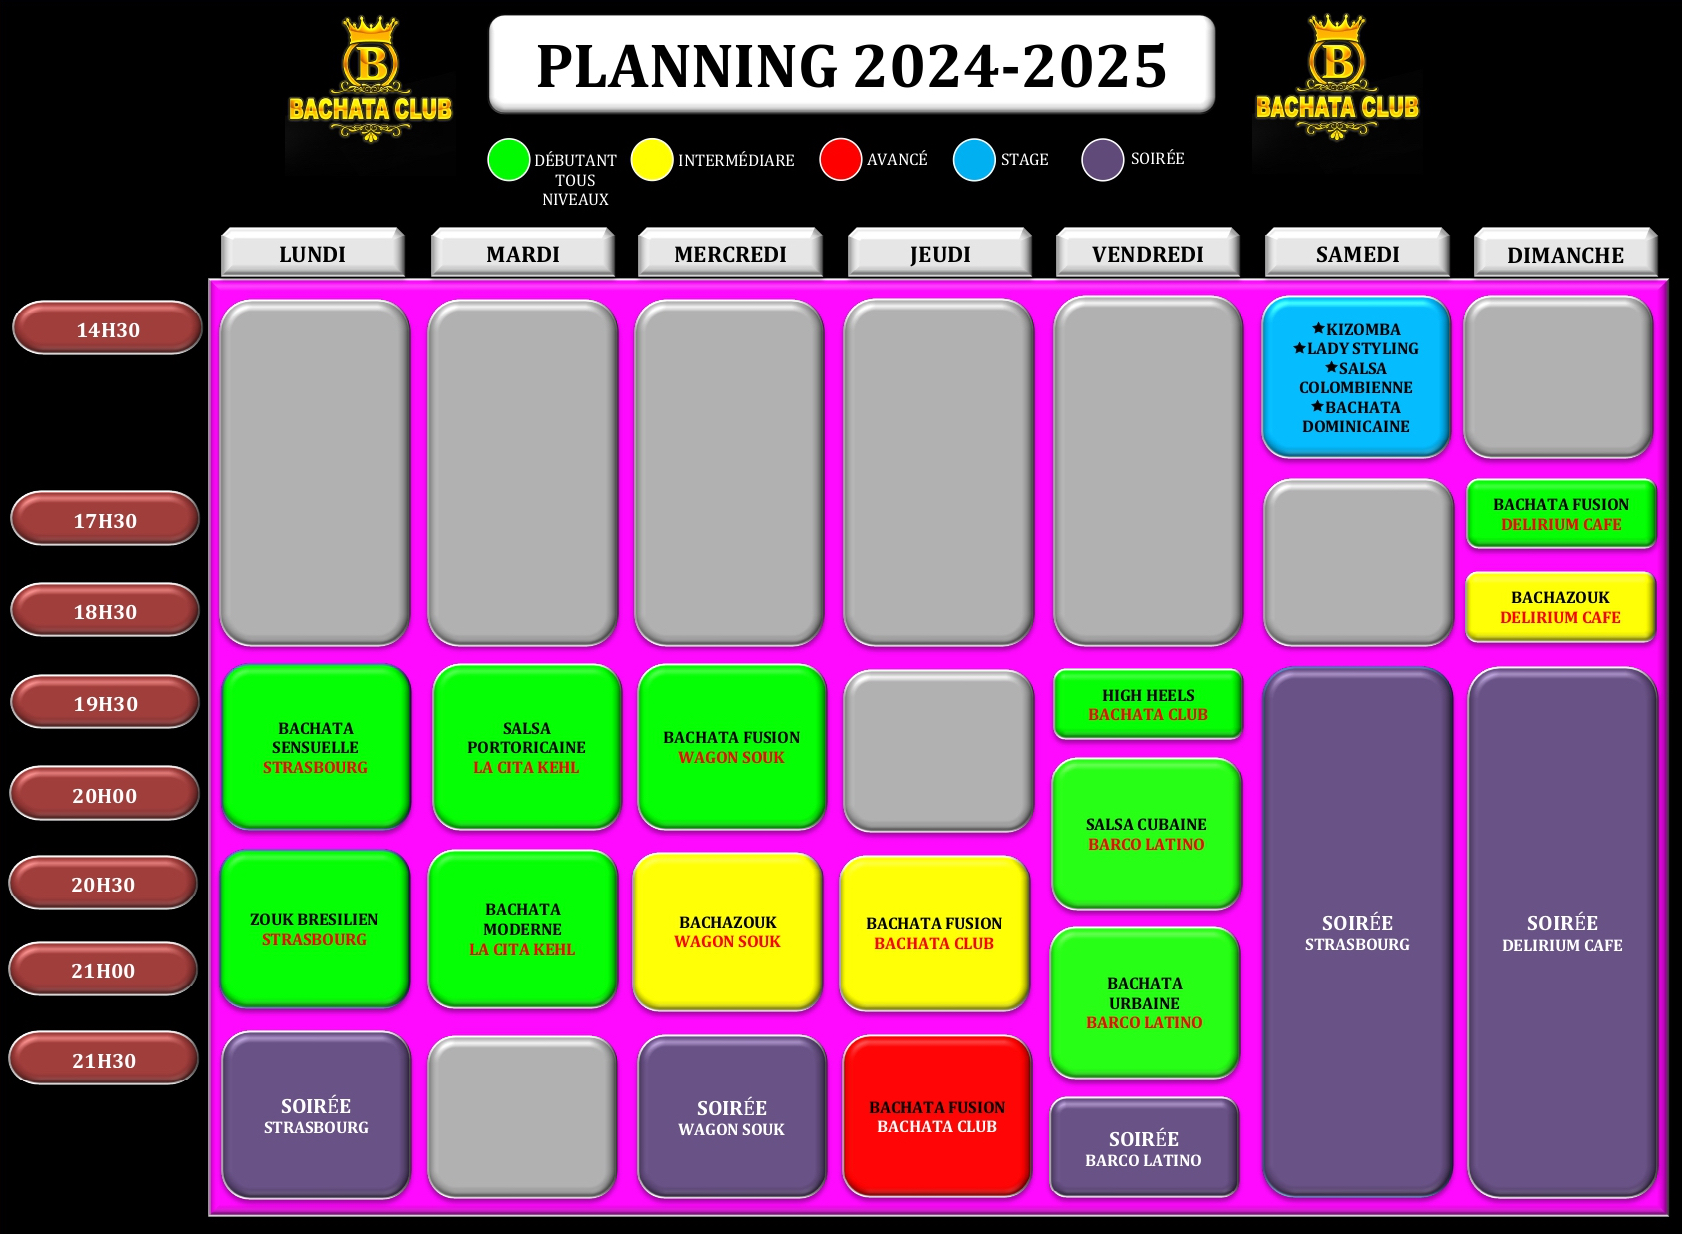 B
BACHATA CLUB
PLANNING 2024-2025
B
BACHATA CLUB
DÉBUTANT
TOUS
NIVEAUX
INTERMÉDIARE
AVANCÉ
STAGE
SOIRÉE
LUNDI
MARDI
MERCREDI
JEUDI
VENDREDI
SAMEDI
DIMANCHE
14H30
★KIZOMBA
★LADY STYLING
★SALSA
COLOMBIENNE
★BACHATA
DOMINICAINE
17H30
BACHATA FUSION
DELIRIUM CAFE
18H30
BACHAZOUK
DELIRIUM CAFE
19H30
BACHATA
SENSUELLE
STRASBOURG
SALSA
PORTORICAINE
LA CITA KEHL
BACHATA FUSION
WAGON SOUK
HIGH HEELS
BACHATA CLUB
20H00
SALSA CUBAINE
BARCO LATINO
20H30
ZOUK BRESILIEN
STRASBOURG
BACHATA
MODERNE
LA CITA KEHL
BACHAZOUK
WAGON SOUK
BACHATA FUSION
BACHATA CLUB
SOIRÉE
STRASBOURG
SOIRÉE
DELIRIUM CAFE
21H00
BACHATA
URBAINE
BARCO LATINO
21H30
SOIRÉE
STRASBOURG
SOIRÉE
WAGON SOUK
BACHATA FUSION
BACHATA CLUB
SOIRÉE
BARCO LATINO